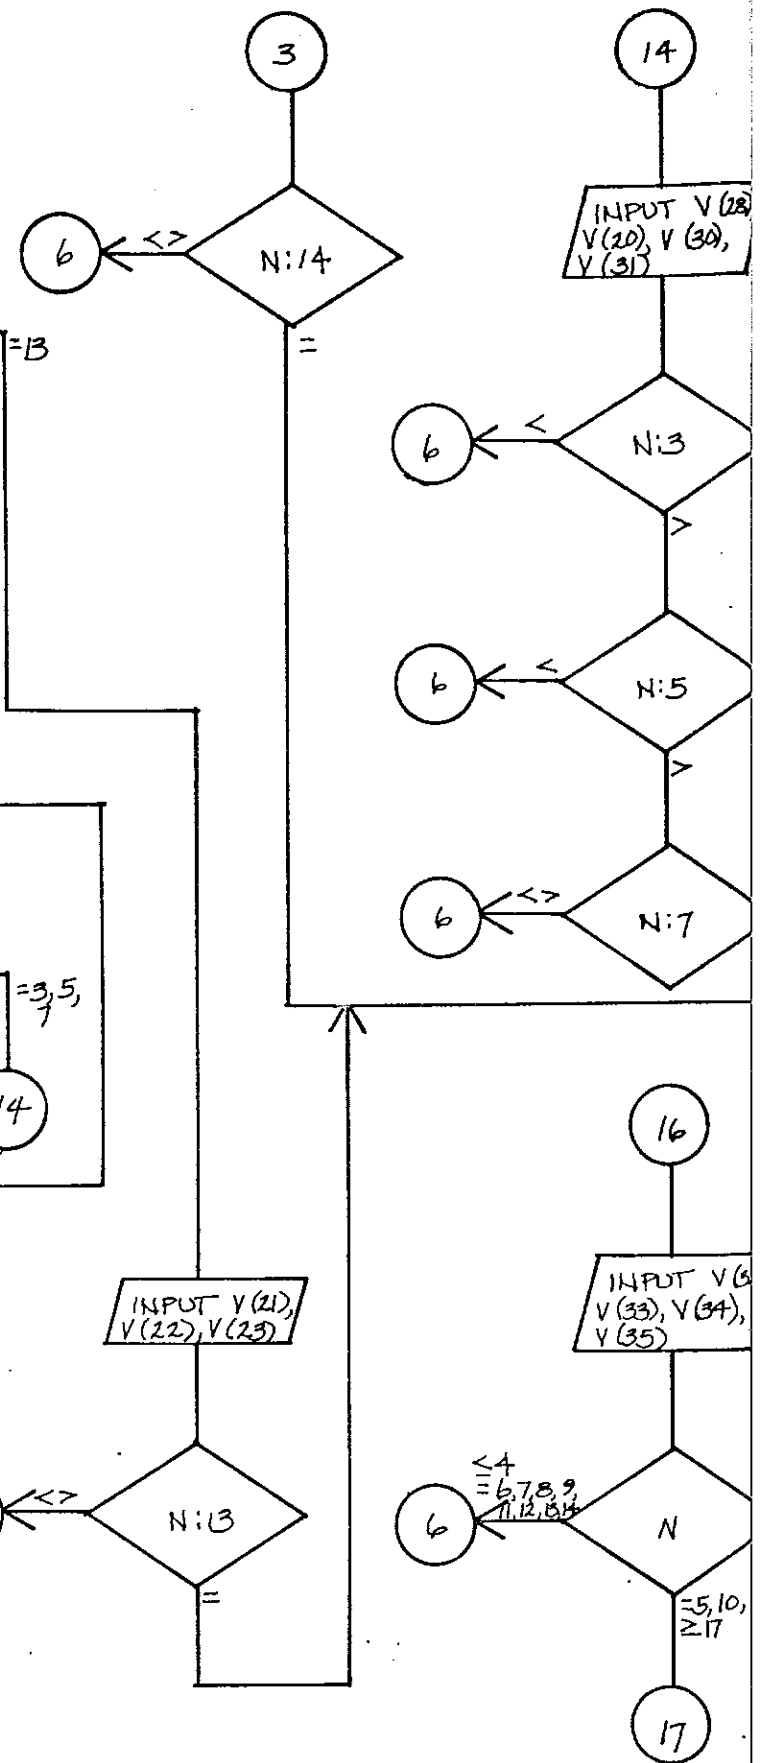 3
14
INPUT V(28)
V(20), V(30),
V(31)
<>
6
N:14
=
=13
<
6
N:3
>
<
6
N:5
>
<>
6
N:7
=3,5,
7
14
16
INPUT V(21),
V(22), V(23)
INPUT V(3
V(33), V(34),
V(35)
<>
N:13
=
≤4
=6,7,8,9,
11,12,13,14
6
N
=5,10,
≥17
17